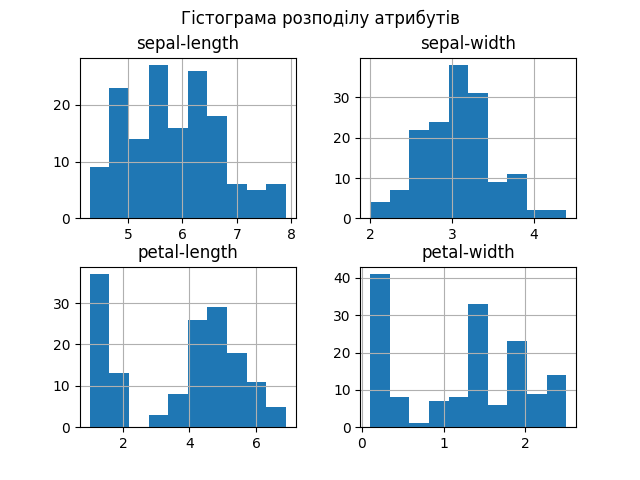 Гістограма розподілу атрибутів
sepal-length
sepal-width
20
10
0
5 6 7 8
30
20
10
0
2 3 4
petal-length
petal-width
30
20
10
0
2 4 6
40
30
20
10
0
0 1 2